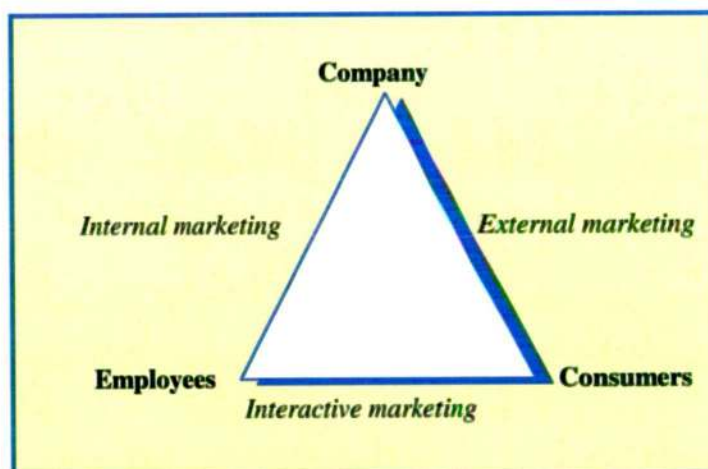 Company
Internal marketing
External marketing
Employees
Consumers
Interactive marketing